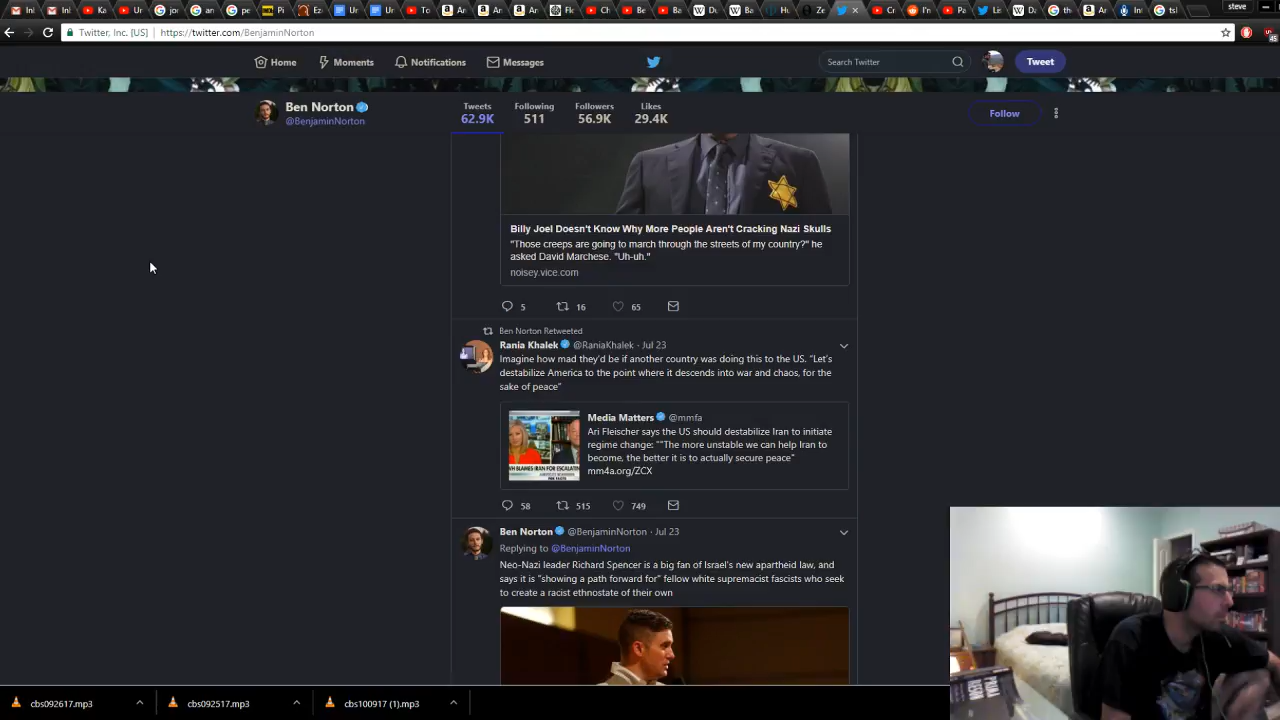 steve
Twitter, Inc. [US] https://twitter.com/BenjaminNorton
Home Moments Notifications Messages Search Twitter Tweet
Ben Norton
@BenjaminNorton
Tweets Following Followers Likes
62.9K 511 56.9K 29.4K
Follow
Billy Joel Doesn't Know Why More People Aren't Cracking Nazi Skulls
"Those creeps are going to march through the streets of my country?" he
asked David Marchese. "Uh-uh."
noisey.vice.com
5 16 65
Ben Norton Retweeted
Rania Khalek @RaniaKhalek · Jul 23
Imagine how mad they'd be if another country was doing this to the US. "Let's
destabilize America to the point where it descends into war and chaos, for the
sake of peace"
Media Matters @mmfa
Ari Fleischer says the US should destabilize Iran to initiate
regime change: ""The more unstable we can help Iran to
become, the better it is to actually secure peace"
mm4a.org/ZCX
58 515 749
Ben Norton @BenjaminNorton · Jul 23
Replying to @BenjaminNorton
Neo-Nazi leader Richard Spencer is a big fan of Israel's new apartheid law, and
says it is "showing a path forward for" fellow white supremacist fascists who seek
to create a racist ethnostate of their own
cbs092617.mp3 cbs092517.mp3 cbs100917 (1).mp3